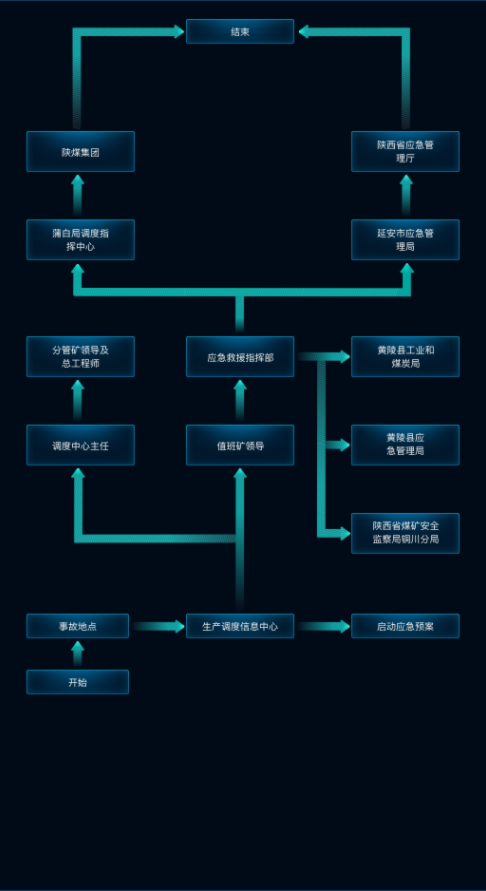 结束
陕煤集团
陕西省应急管
理厅
蒲白局调度指
挥中心
延安市应急管
理局
分管矿领导及
总工程师
应急救援指挥部
黄陵县工业和
煤炭局
调度中心主任
值班矿领导
黄陵县应
急管理局
陕西省煤矿安全
监察局铜川分局
事故地点
生产调度信息中心
启动应急预案
开始